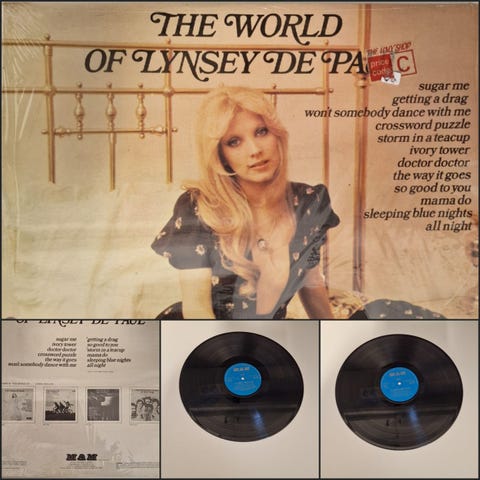 THE WORLD
OF LYNSEY DE PA
price
code
C
sugar me
getting a drag
won't somebody dance with me
crossword puzzle
storm in a teacup
ivory tower
doctor doctor
the way it goes
so good to you
mama do
sleeping blue nights
all night
OF LYNSEY DE PAUL
sugar me
ivory tower
doctor doctor
crossword puzzle
the way it goes
won't somebody dance with me
getting a drag
so good to you
storm in a teacup
mama do
sleeping blue nights
all night
MAM
MAM
MAM